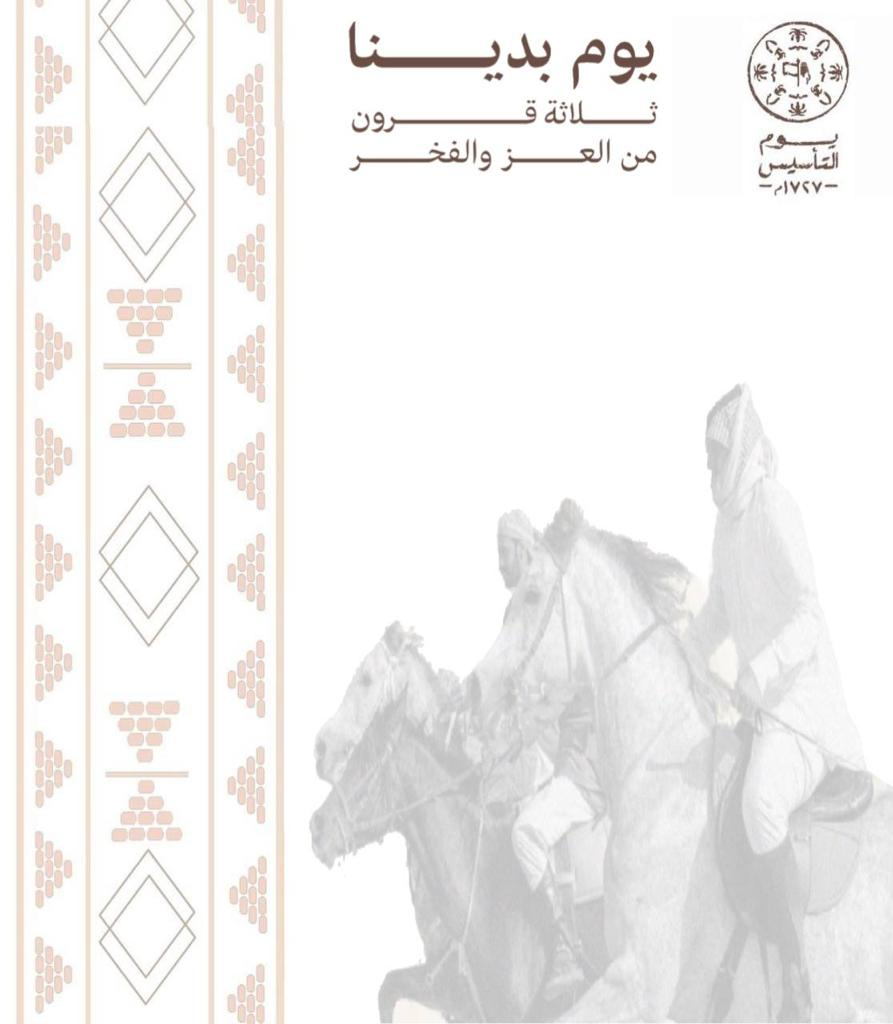 يوم بدينا
ثلاثة قرون
من العز والفخر
يوم
التأسيس
١٧٢٧م